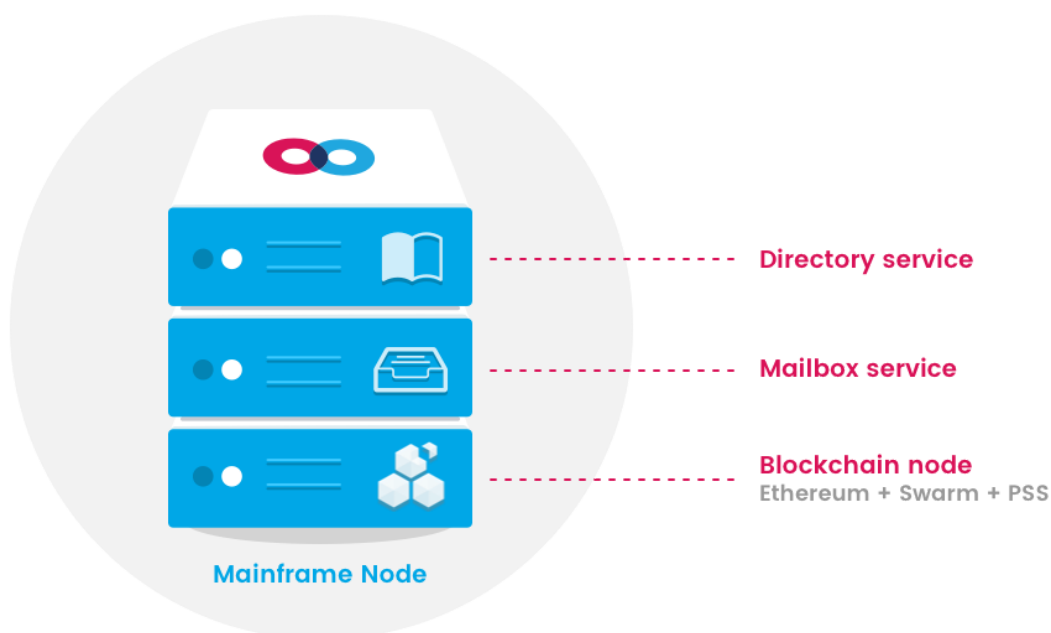 Directory service
Mailbox service
Blockchain node
Ethereum + Swarm + PSS
Mainframe Node